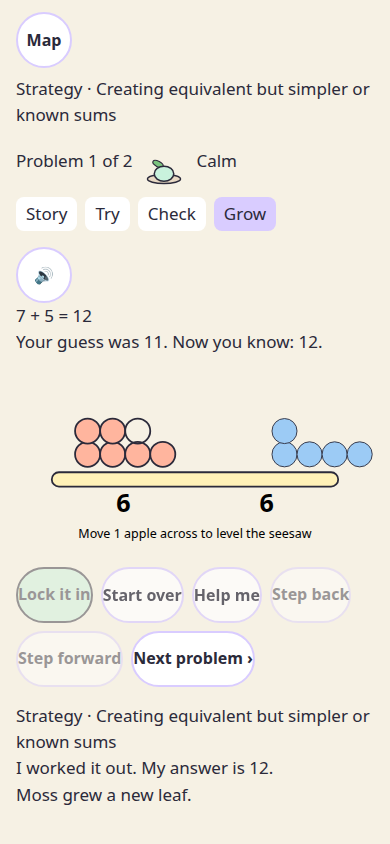 Map
Strategy · Creating equivalent but simpler or
known sums
Problem 1 of 2 Calm
Story Try Check Grow
7 + 5 = 12
Your guess was 11. Now you know: 12.
6 6
Move 1 apple across to level the seesaw
Lock it in Start over Help me Step back
Step forward Next problem ›
Strategy · Creating equivalent but simpler or
known sums
I worked it out. My answer is 12.
Moss grew a new leaf.